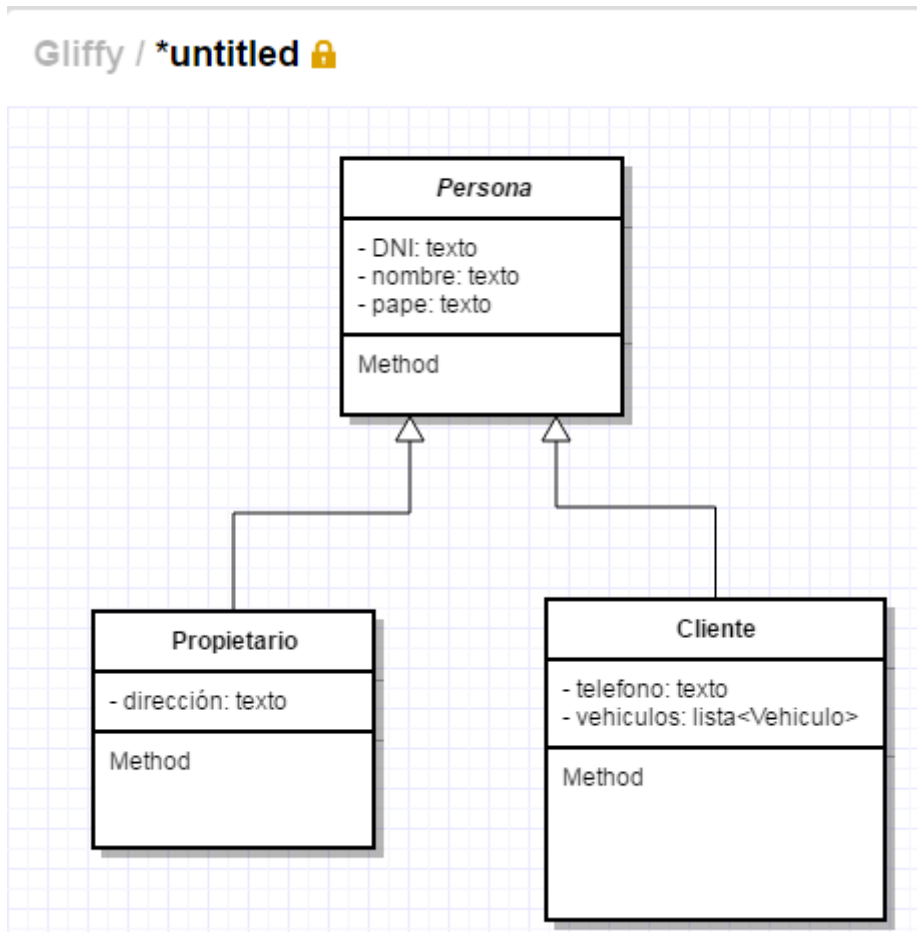 Gliffy / *untitled
Persona
- DNI: texto
- nombre: texto
- pape: texto
Method
Propietario
- dirección: texto
Method
Cliente
- telefono: texto
- vehiculos: lista<Vehiculo>
Method